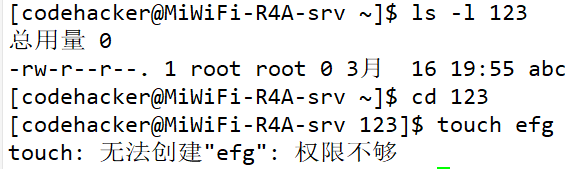 [codehacker@MiWiFi-R4A-srv ~]$ ls -l 123
总用量 0
-rw-r--r--. 1 root root 0 3月  16 19:55 abc
[codehacker@MiWiFi-R4A-srv ~]$ cd 123
[codehacker@MiWiFi-R4A-srv 123]$ touch efg
touch: 无法创建"efg": 权限不够